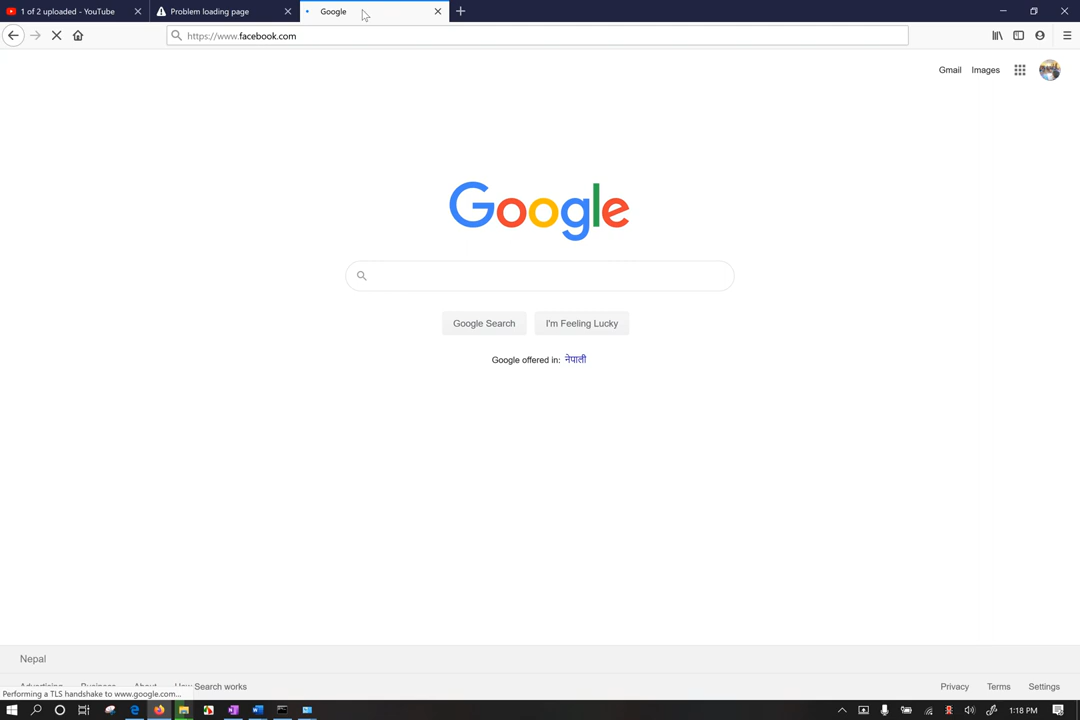 1 of 2 uploaded - YouTube
Problem loading page
Google
https://www.facebook.com
Gmail
Images
Google
Google Search
I'm Feeling Lucky
Google offered in: नेपाली
Nepal
Search works
Performing a TLS handshake to www.google.com...
Privacy
Terms
Settings
1:18 PM